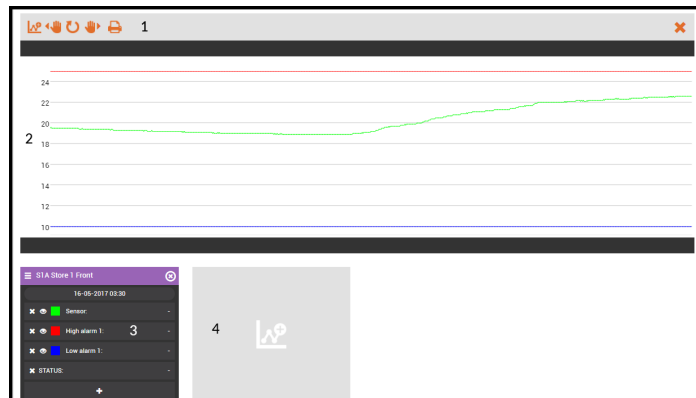 1
24
22
20
2
18
16
14
12
10
S1A Store 1 Front
16-05-2017 03:30
Sensor: -
High alarm 1: 3 -
Low alarm 1: -
STATUS: -
4